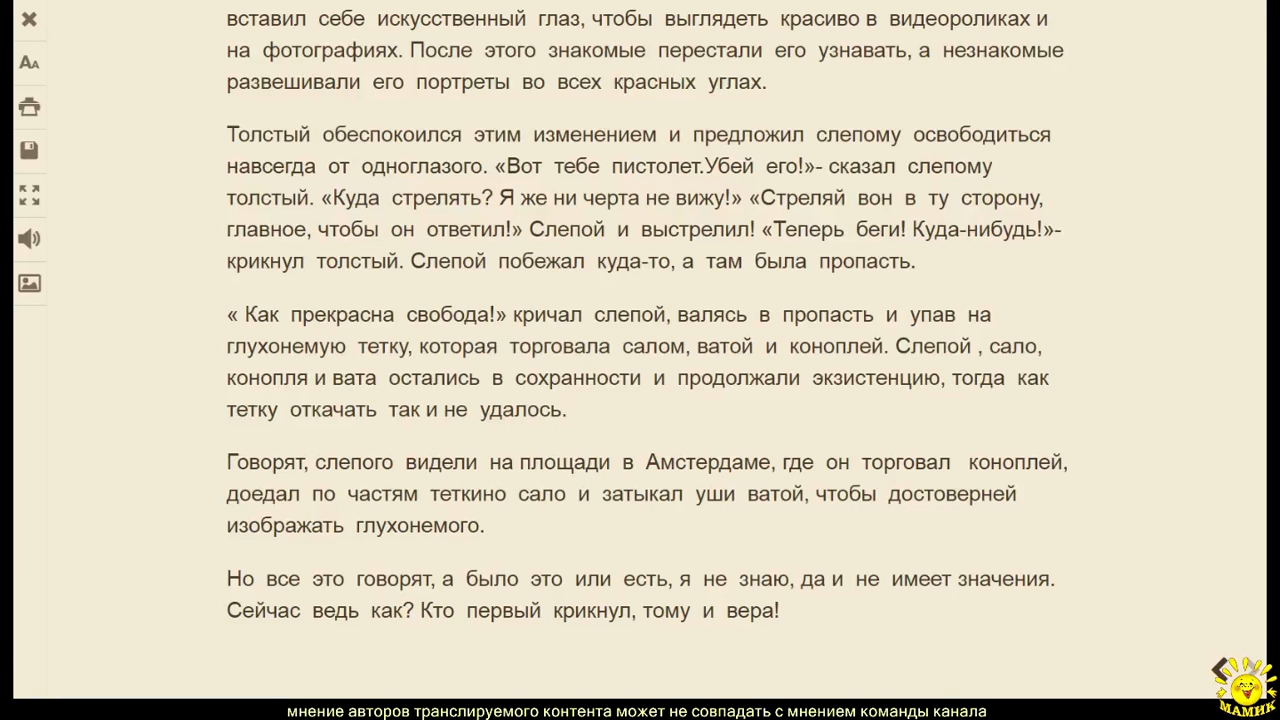 вставил себе искусственный глаз, чтобы выглядеть красиво в видеороликах и
на фотографиях. После этого знакомые перестали его узнавать, а незнакомые
развешивали его портреты во всех красных углах.
Толстый обеспокоился этим изменением и предложил слепому освободиться
навсегда от одноглазого. «Вот тебе пистолет.Убей его!»- сказал слепому
толстый. «Куда стрелять? Я же ни черта не вижу!» «Стреляй вон в ту сторону,
главное, чтобы он ответил!» Слепой и выстрелил! «Теперь беги! Куда-нибудь!»-
крикнул толстый. Слепой побежал куда-то, а там была пропасть.
« Как прекрасна свобода!» кричал слепой, валясь в пропасть и упав на
глухонемую тетку, которая торговала салом, ватой и коноплей. Слепой , сало,
конопля и вата остались в сохранности и продолжали экзистенцию, тогда как
тетку откачать так и не удалось.
Говорят, слепого видели на площади в Амстердаме, где он торговал коноплей,
доедал по частям теткино сало и затыкал уши ватой, чтобы достоверней
изображать глухонемого.
Но все это говорят, а было это или есть, я не знаю, да и не имеет значения.
Сейчас ведь как? Кто первый крикнул, тому и вера!
МАМИК
мнение авторов транслируемого контента может не совпадать с мнением команды канала